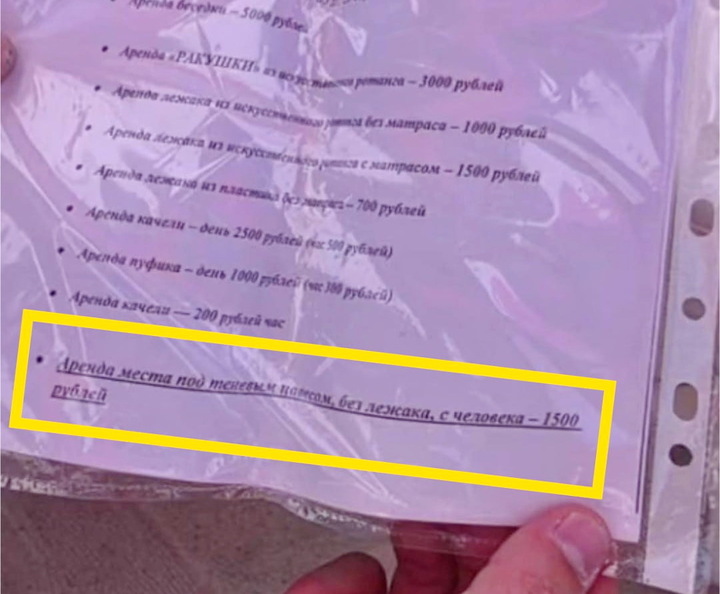 Аренда беседки – 5000 рублей
• Аренда «РАКУШКИ» из искусственного ротанга – 3000 рублей
• Аренда лежака из искусственного ротанга без матраса – 1000 рублей
• Аренда лежака из искусственного ротанга с матрасом – 1500 рублей
• Аренда лежака из пластика без матраса – 700 рублей
• Аренда качели – день 2500 рублей (час 500 рублей)
• Аренда пуфика – день 1000 рублей (час 300 рублей)
• Аренда качели — 200 рублей час
• Аренда места под теневым навесом, без лежака, с человека – 1500
рублей